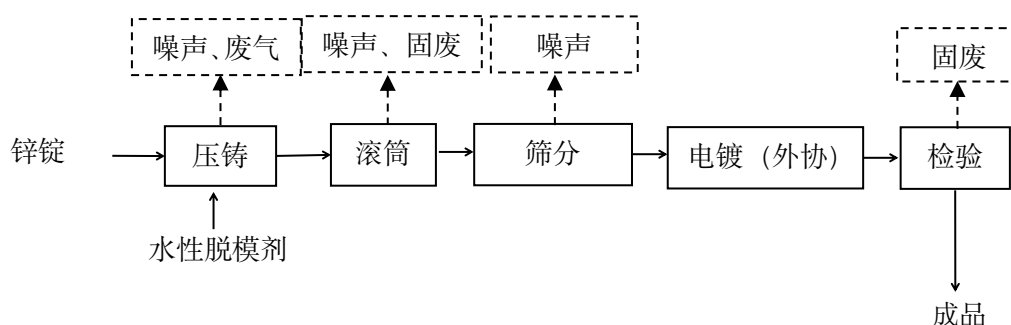 噪声、废气
噪声、固废
噪声
固废
锌锭
压铸
滚筒
筛分
电镀（外协）
检验
水性脱模剂
成品